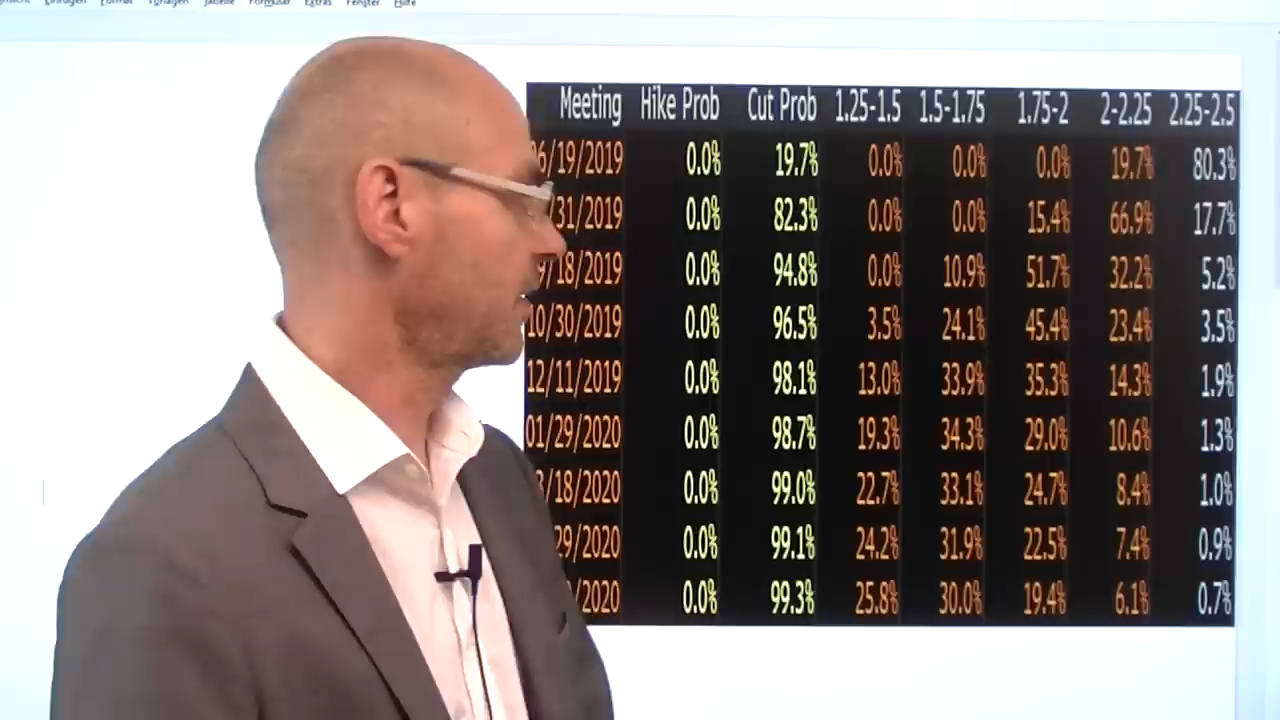 Einfügen Format Vorlagen Tabelle Formular Extras Fenster Hilfe
Meeting Hike Prob Cut Prob 1.25-1.5 1.5-1.75 1.75-2 2-2.25 2.25-2.5
6/19/2019 0.0% 19.7% 0.0% 0.0% 0.0% 19.7% 80.3%
31/2019 0.0% 82.3% 0.0% 0.0% 15.4% 66.9% 17.7%
9/18/2019 0.0% 94.8% 0.0% 10.9% 51.7% 32.2% 5.2%
10/30/2019 0.0% 96.5% 3.5% 24.1% 45.4% 23.4% 3.5%
12/11/2019 0.0% 98.1% 13.0% 33.9% 35.3% 14.3% 1.9%
01/29/2020 0.0% 98.7% 19.3% 34.3% 29.0% 10.6% 1.3%
3/18/2020 0.0% 99.0% 22.7% 33.1% 24.7% 8.4% 1.0%
29/2020 0.0% 99.1% 24.2% 31.9% 22.5% 7.4% 0.9%
/2020 0.0% 99.3% 25.8% 30.0% 19.4% 6.1% 0.7%